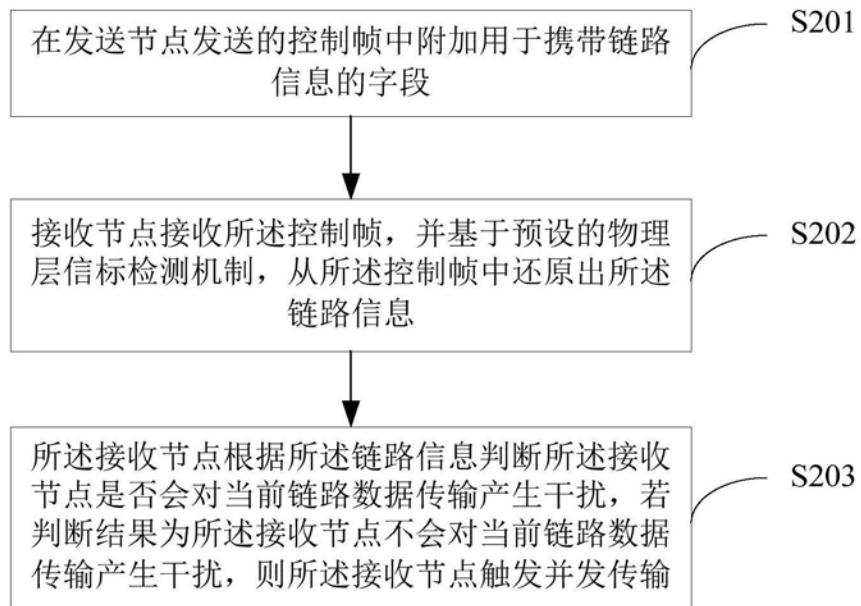 在发送节点发送的控制帧中附加用于携带链路
信息的字段
S201
接收节点接收所述控制帧，并基于预设的物理
层信标检测机制，从所述控制帧中还原出所述
链路信息
S202
所述接收节点根据所述链路信息判断所述接收
节点是否会对当前链路数据传输产生干扰，若
判断结果为所述接收节点不会对当前链路数据
传输产生干扰，则所述接收节点触发并发传输
S203